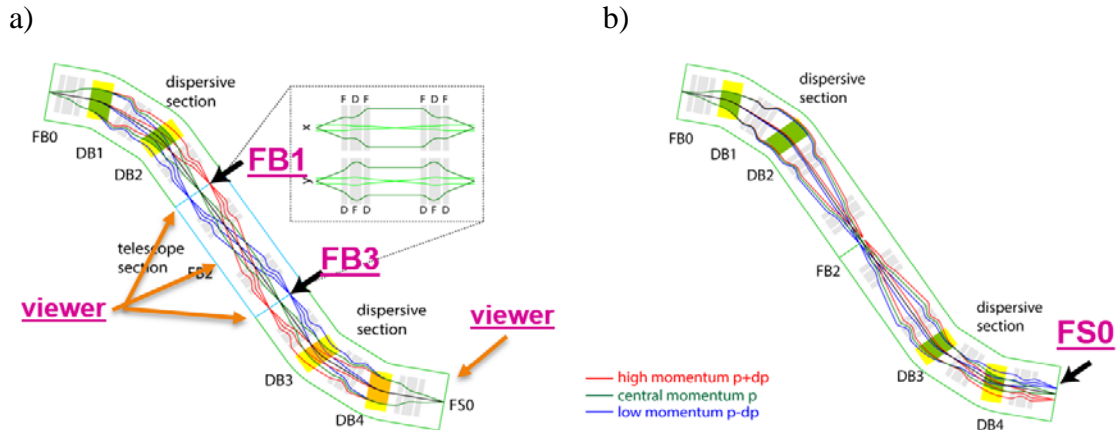 a)
b)
dispersive
section
FB0
DB1
DB2
FB1
F D F
F D F
x
y
D F D
D F D
telescope
section
FB2
FB3
viewer
dispersive
section
viewer
DB3
DB4
FS0
dispersive
section
FB0
DB1
DB2
FB2
dispersive
section
FS0
DB3
DB4
high momentum p+dp
central momentum p
low momentum p-dp